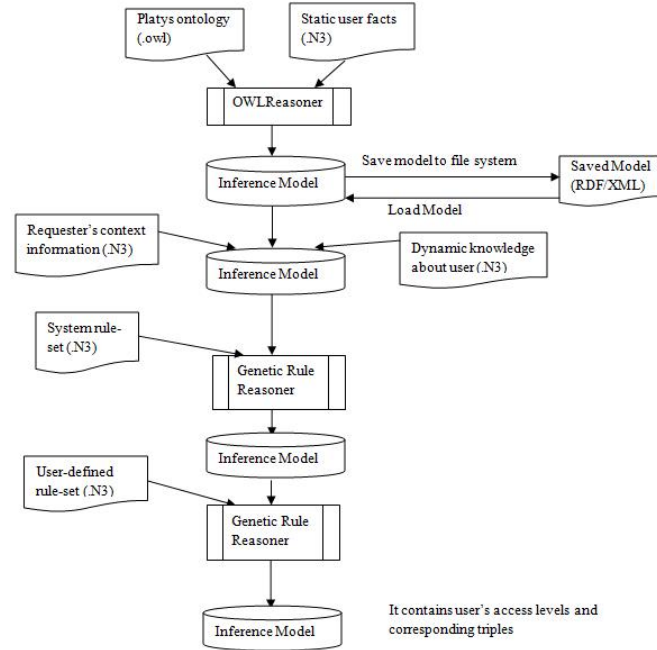 Platys ontology
(.owl)
Static user facts
(.N3)
OWLReasoner
Inference Model
Save model to file system
Saved Model
(RDF/XML)
Load Model
Requester's context
information (.N3)
Inference Model
Dynamic knowledge
about user (.N3)
System rule-
set (.N3)
Genetic Rule
Reasoner
Inference Model
User-defined
rule-set (.N3)
Genetic Rule
Reasoner
Inference Model
It contains user's access levels and
corresponding triples